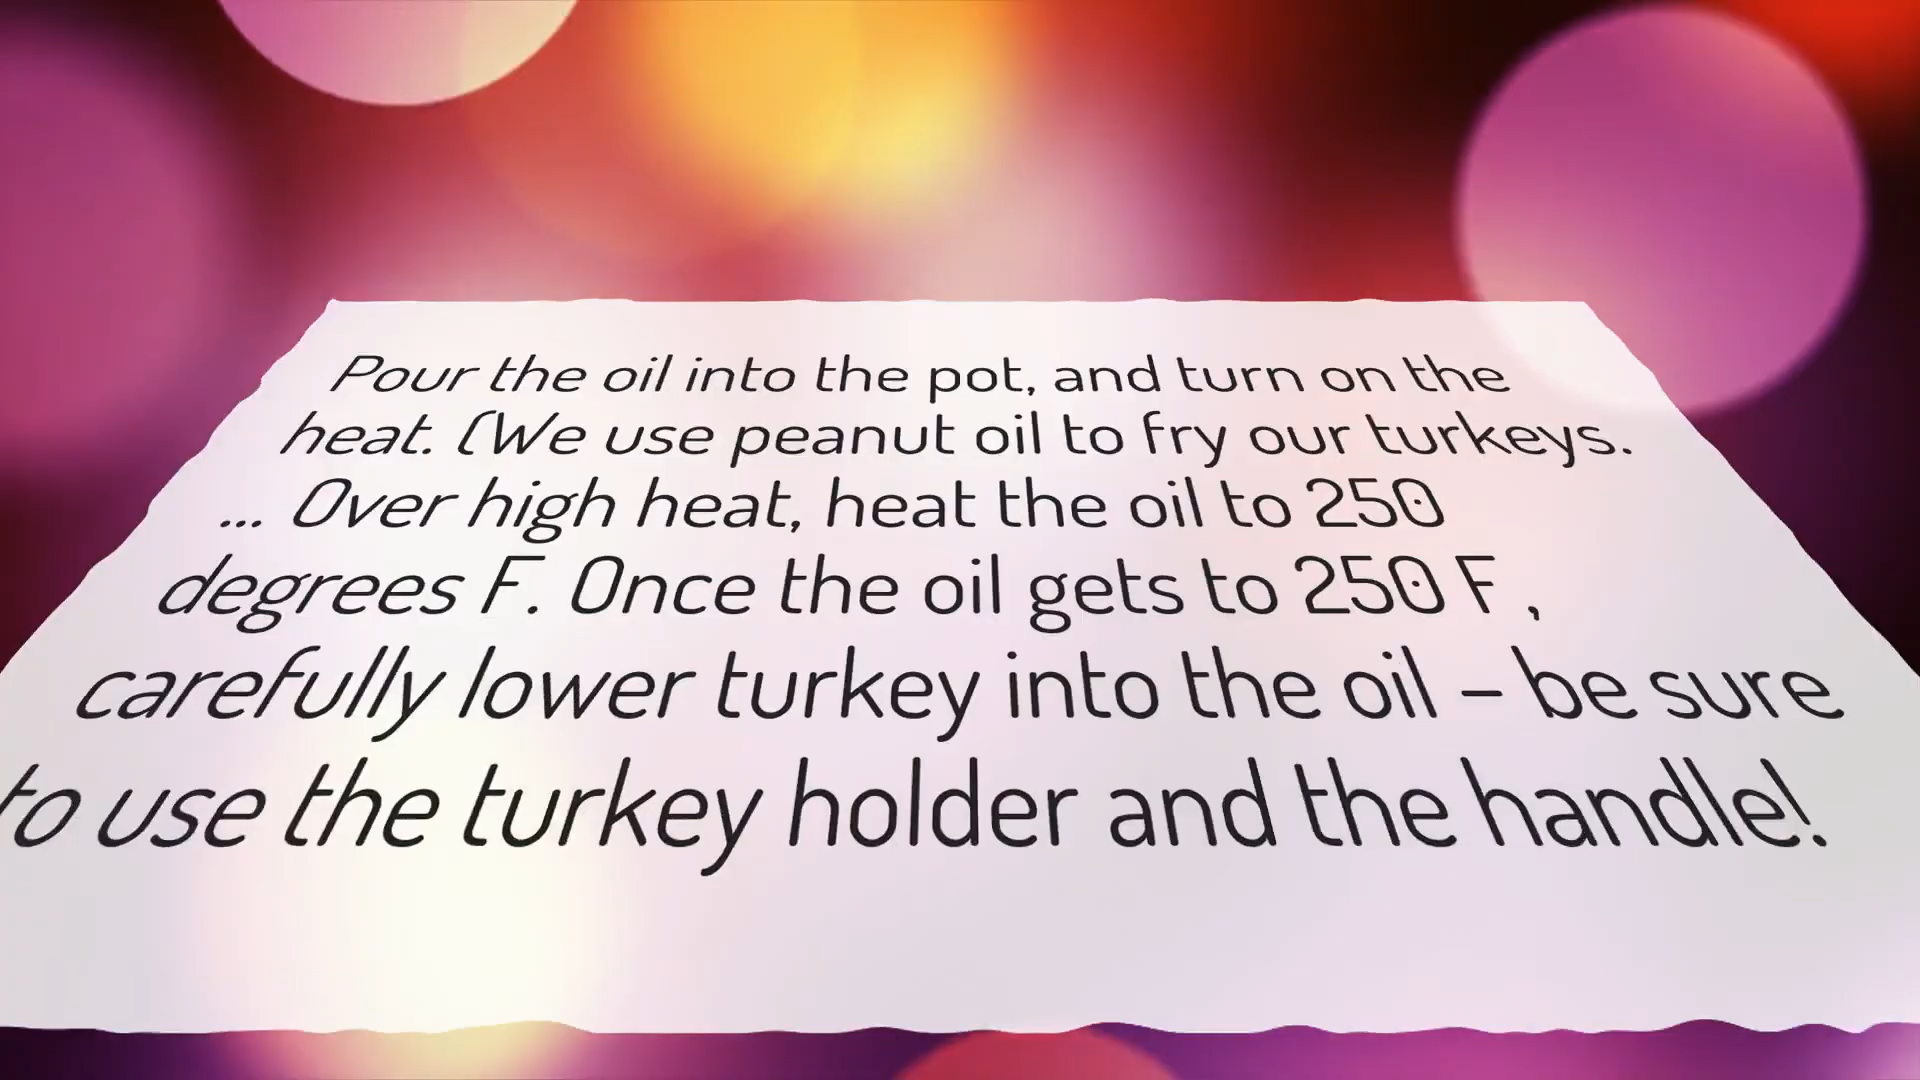 Pour the oil into the pot, and turn on the
heat. (We use peanut oil to fry our turkeys.
... Over high heat, heat the oil to 250
degrees F. Once the oil gets to 250 F ,
carefully lower turkey into the oil – be sure
to use the turkey holder and the handle!